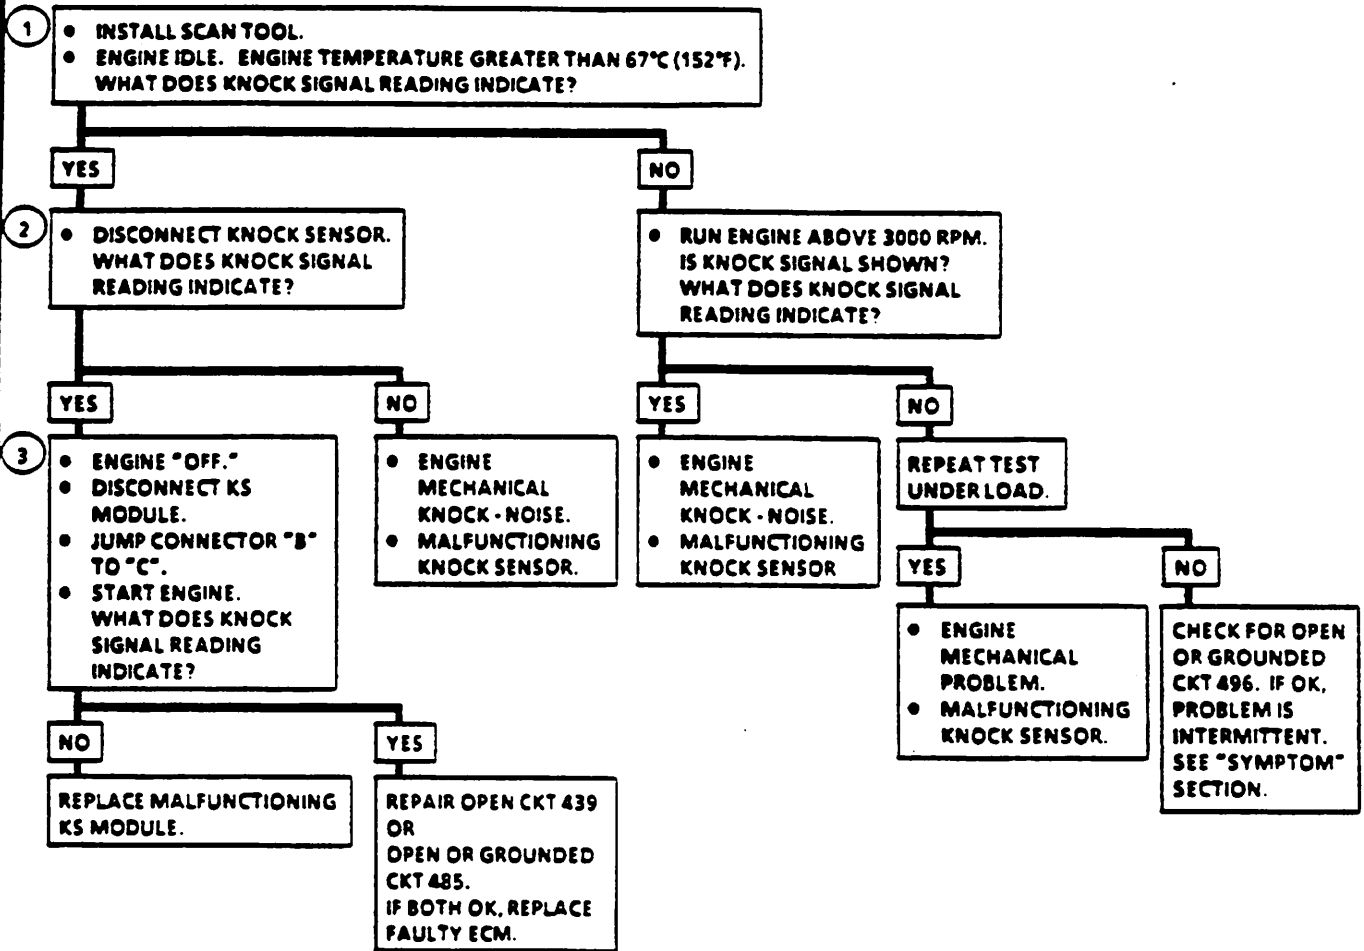 1
● INSTALL SCAN TOOL.
● ENGINE IDLE. ENGINE TEMPERATURE GREATER THAN 67°C (152°F).
WHAT DOES KNOCK SIGNAL READING INDICATE?
YES
NO
2
● DISCONNECT KNOCK SENSOR.
WHAT DOES KNOCK SIGNAL
READING INDICATE?
● RUN ENGINE ABOVE 3000 RPM.
IS KNOCK SIGNAL SHOWN?
WHAT DOES KNOCK SIGNAL
READING INDICATE?
YES
NO
YES
NO
3
● ENGINE "OFF."
● DISCONNECT KS
MODULE.
● JUMP CONNECTOR "B"
TO "C".
● START ENGINE.
WHAT DOES KNOCK
SIGNAL READING
INDICATE?
● ENGINE
MECHANICAL
KNOCK - NOISE.
● MALFUNCTIONING
KNOCK SENSOR.
● ENGINE
MECHANICAL
KNOCK - NOISE.
● MALFUNCTIONING
KNOCK SENSOR
REPEAT TEST
UNDER LOAD.
YES
NO
● ENGINE
MECHANICAL
PROBLEM.
● MALFUNCTIONING
KNOCK SENSOR.
CHECK FOR OPEN
OR GROUNDED
CKT 496. IF OK,
PROBLEM IS
INTERMITTENT.
SEE "SYMPTOM"
SECTION.
NO
YES
REPLACE MALFUNCTIONING
KS MODULE.
REPAIR OPEN CKT 439
OR
OPEN OR GROUNDED
CKT 485.
IF BOTH OK, REPLACE
FAULTY ECM.